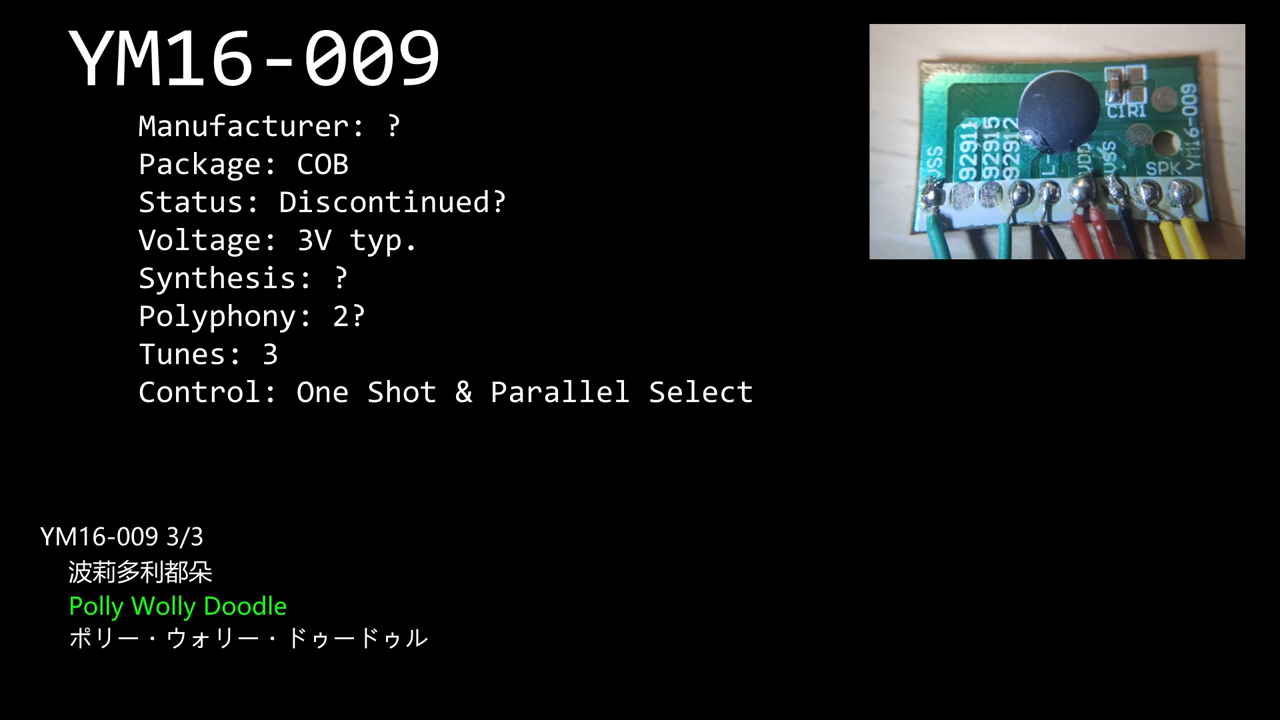 YM16-009
Manufacturer: ?
Package: COB
Status: Discontinued?
Voltage: 3V typ.
Synthesis: ?
Polyphony: 2?
Tunes: 3
Control: One Shot & Parallel Select
C1 R1
YM16-009
VSS
92911
92915
92912
L-
VDD
VSS
SPK
YM16-009 3/3
波莉多利都朵
Polly Wolly Doodle
ポリー・ウォリー・ドゥードゥル